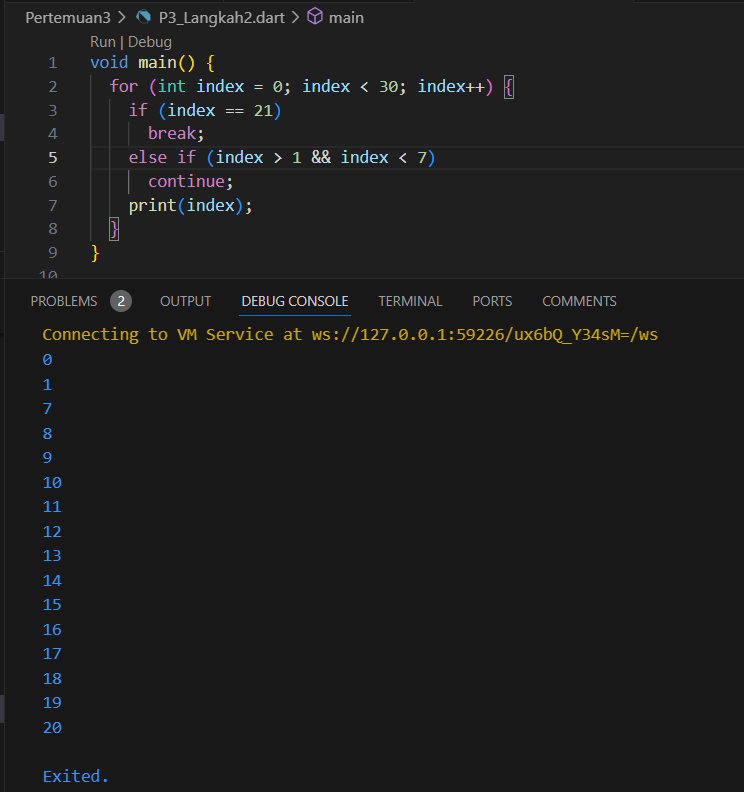 Pertemuan3 > P3_Langkah2.dart > main
Run | Debug
1 void main() {
2 for (int index = 0; index < 30; index++) {
3 if (index == 21)
4 break;
5 else if (index > 1 && index < 7)
6 continue;
7 print(index);
8 }
9 }
10
PROBLEMS 2 OUTPUT DEBUG CONSOLE TERMINAL PORTS COMMENTS
Connecting to VM Service at ws://127.0.0.1:59226/ux6bQ_Y34sM=/ws
0
1
7
8
9
10
11
12
13
14
15
16
17
18
19
20
Exited.